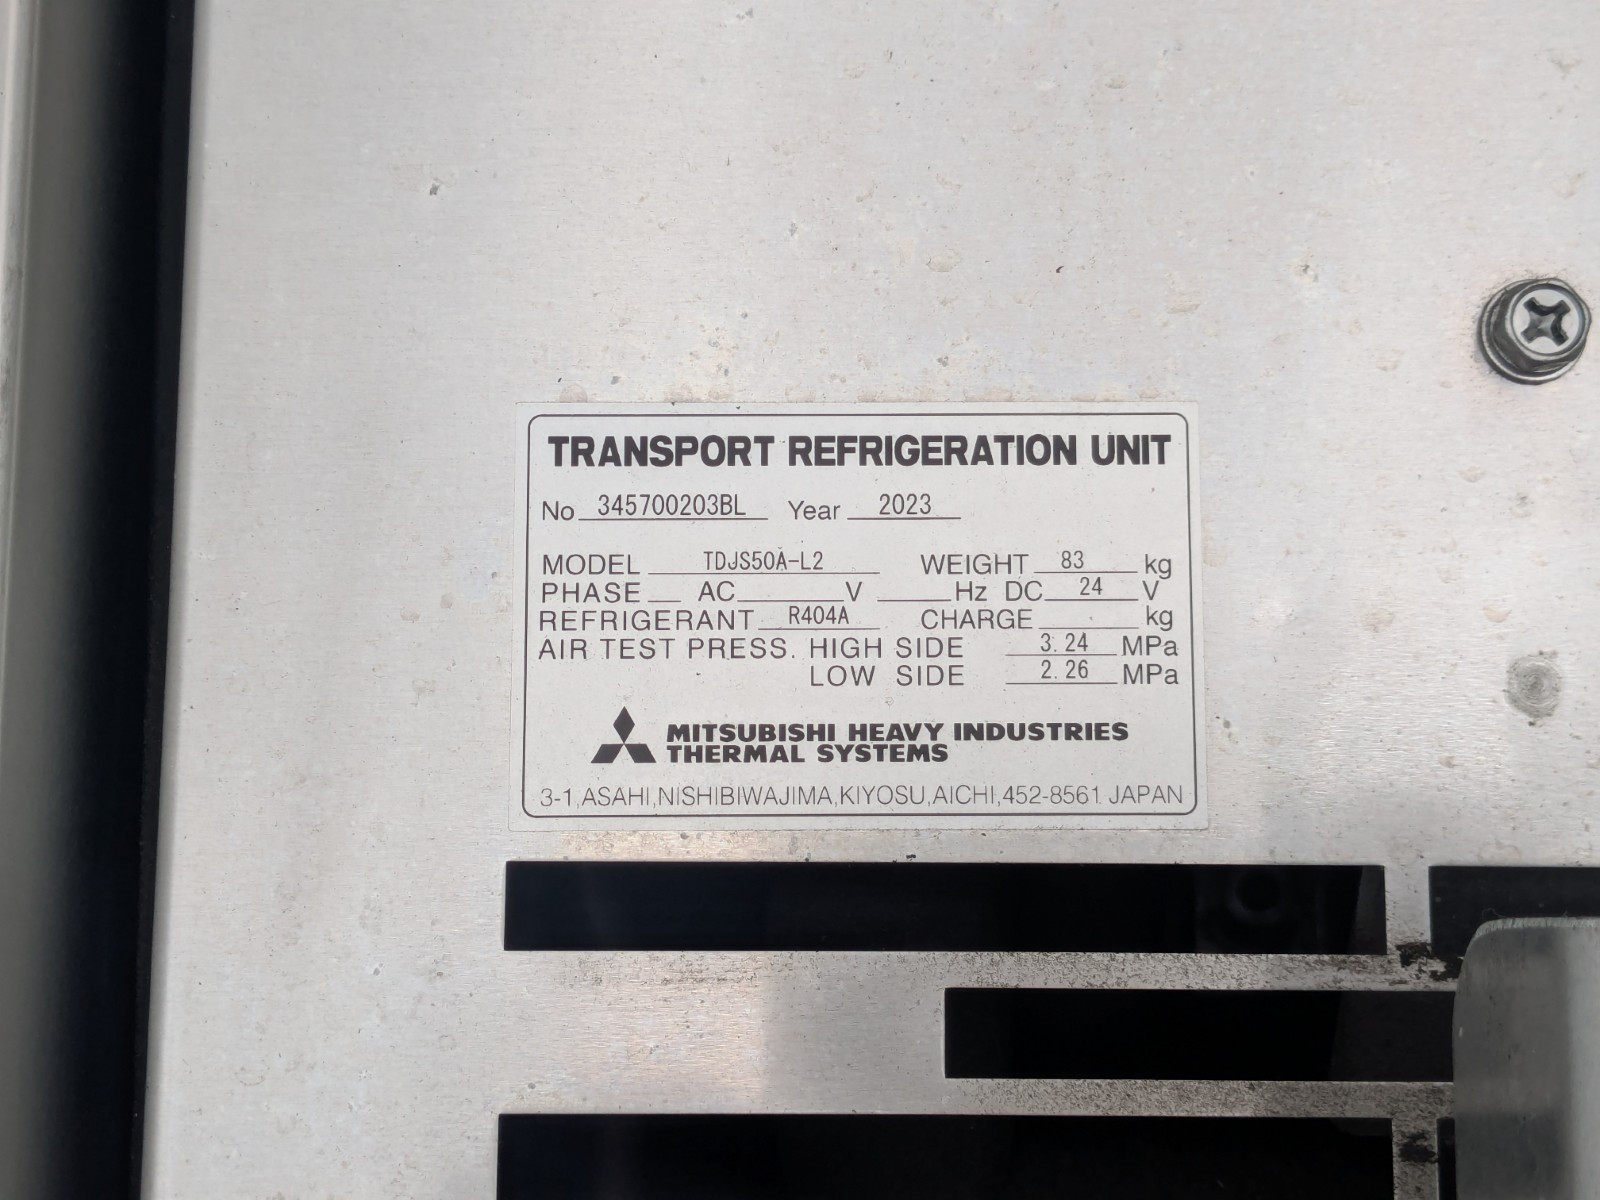 TRANSPORT REFRIGERATION UNIT
No 345700203BL Year 2023
MODEL TDJS50A-L2 WEIGHT 83 kg
PHASE AC V Hz DC 24 V
REFRIGERANT R404A CHARGE kg
AIR TEST PRESS. HIGH SIDE 3.24 MPa
LOW SIDE 2.26 MPa
MITSUBISHI HEAVY INDUSTRIES
THERMAL SYSTEMS
3-1,ASAHI,NISHIBIWAJIMA,KIYOSU,AICHI,452-8561 JAPAN